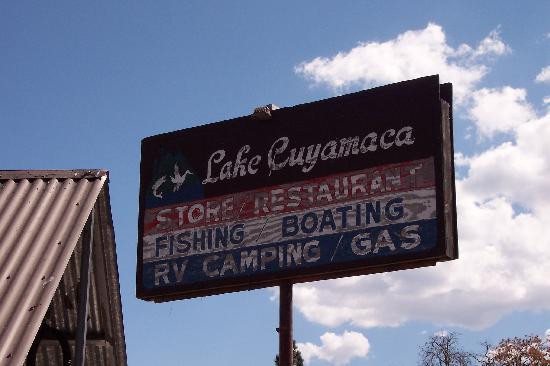 Lake Cuyamaca
STORE / RESTAURANT
FISHING / BOATING
RV CAMPING / GAS